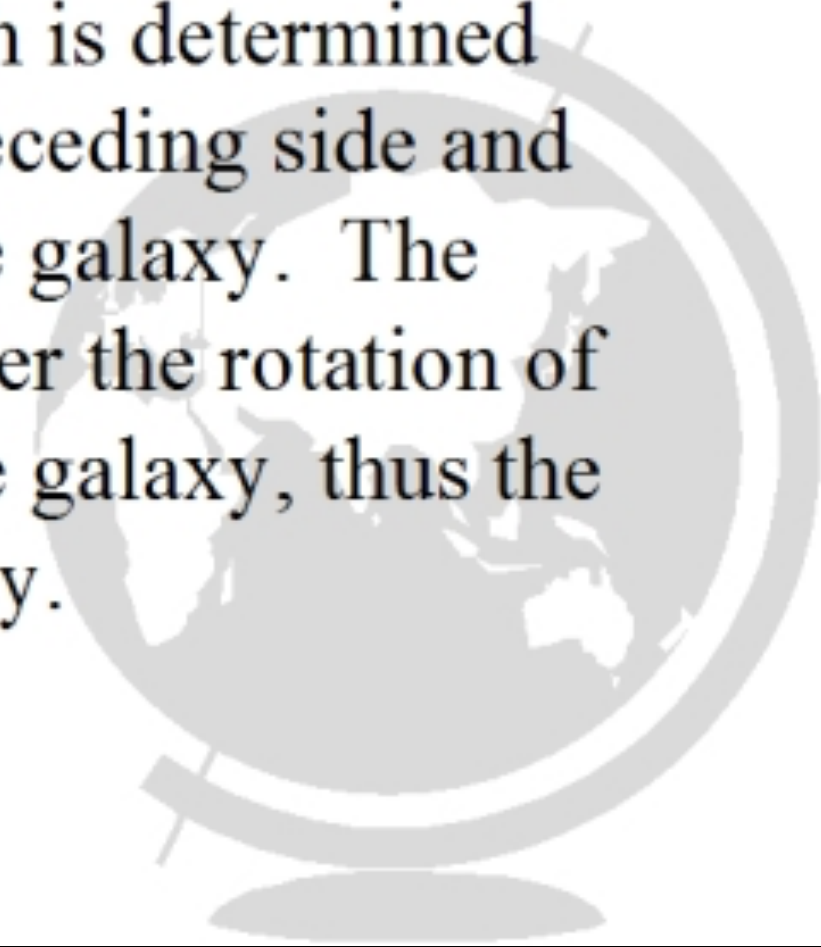 n is determined
eceding side and
e galaxy. The
er the rotation of
e galaxy, thus the
y.